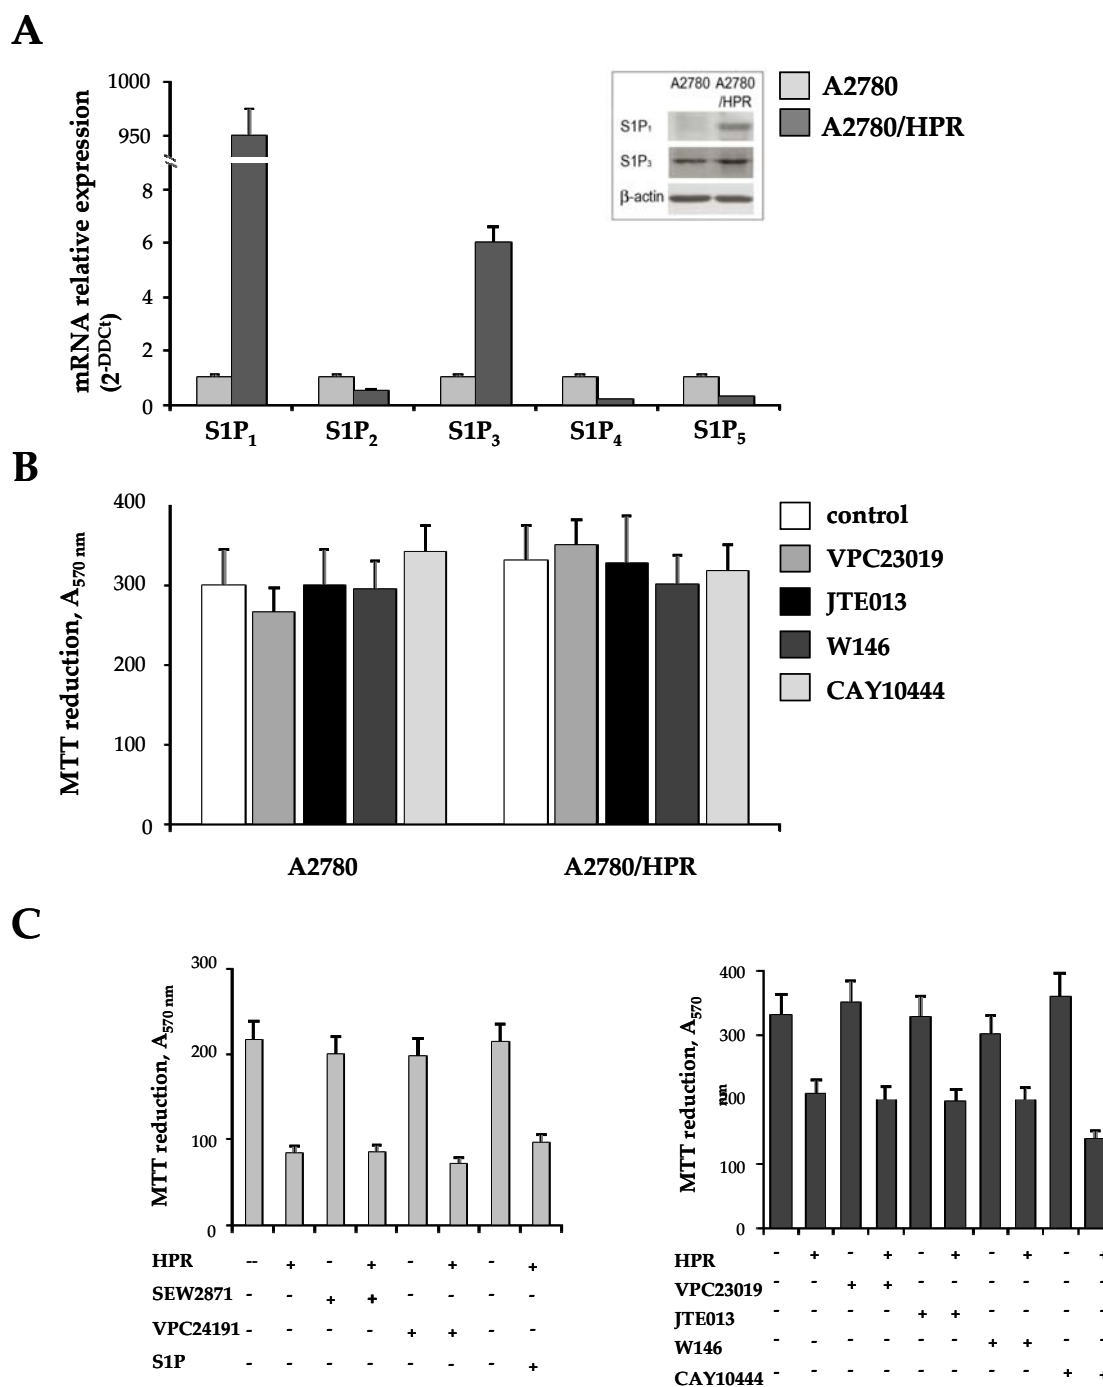 A
1000
950
8
6
4
2
0
mRNA relative expression
(2-DDCt)
A2780 A2780
/HPR
S1P1
S1P3
β-actin
A2780
A2780/HPR
S1P1 S1P2 S1P3 S1P4 S1P5
B
400
300
200
100
0
MTT reduction, A570 nm
control
VPC23019
JTE013
W146
CAY10444
A2780 A2780/HPR
C
300
200
100
0
MTT reduction, A570 nm
HPR -- + - + - + - +
SEW2871 - - + + - - - -
VPC24191 - - - - + + - -
S1P - - - - - - - +
400
300
200
100
0
MTT reduction, A570
nm
HPR - + - + - + - + - +
VPC23019 - - + + - - - - - -
JTE013 - - - - + + - - - -
W146 - - - - - - + + - -
CAY10444 - - - - - - - - + +